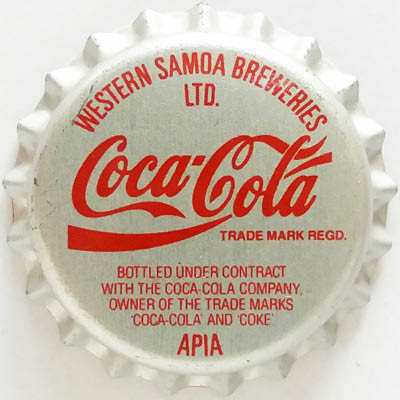 WESTERN SAMOA BREWERIES
LTD.
Coca-Cola
TRADE MARK REGD.
BOTTLED UNDER CONTRACT
WITH THE COCA-COLA COMPANY,
OWNER OF THE TRADE MARKS
'COCA-COLA' AND 'COKE'
APIA